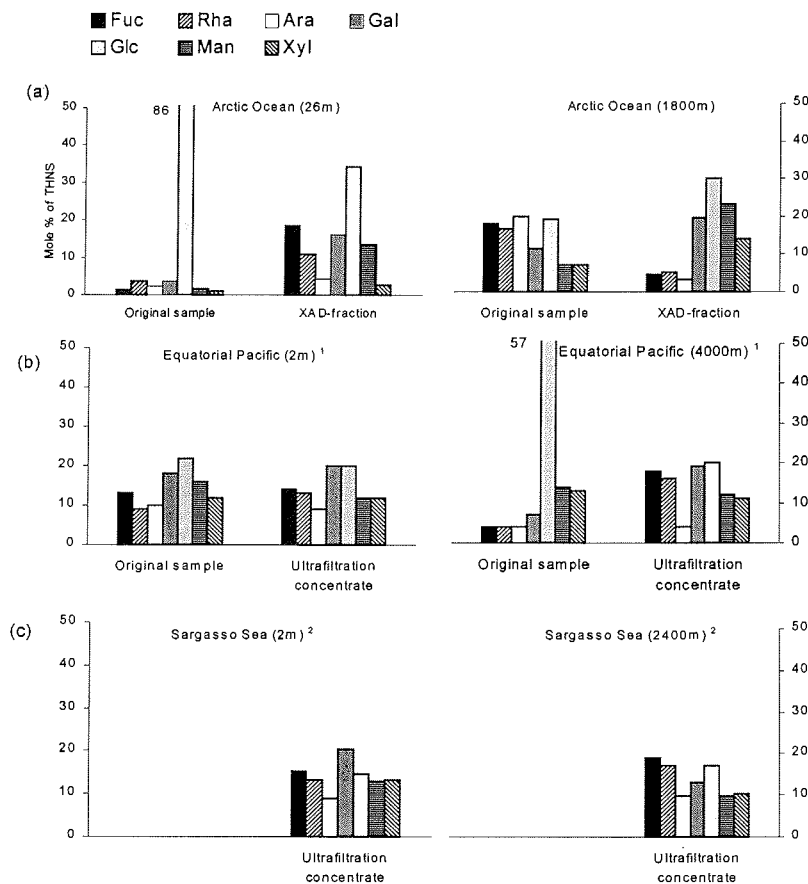 Fuc Rha Ara Gal
Glc Man Xyl
(a)
86
Arctic Ocean (26m)
Arctic Ocean (1800m)
Mole % of THNS
50
40
30
20
10
0
50
40
30
20
10
0
Original sample
XAD-fraction
Original sample
XAD-fraction
(b)
Equatorial Pacific (2m) 1
57
Equatorial Pacific (4000m) 1
50
40
30
20
10
0
50
40
30
20
10
0
Original sample
Ultrafiltration
concentrate
Original sample
Ultrafiltration
concentrate
(c)
Sargasso Sea (2m) 2
Sargasso Sea (2400m) 2
50
40
30
20
10
0
50
40
30
20
10
0
Ultrafiltration
concentrate
Ultrafiltration
concentrate